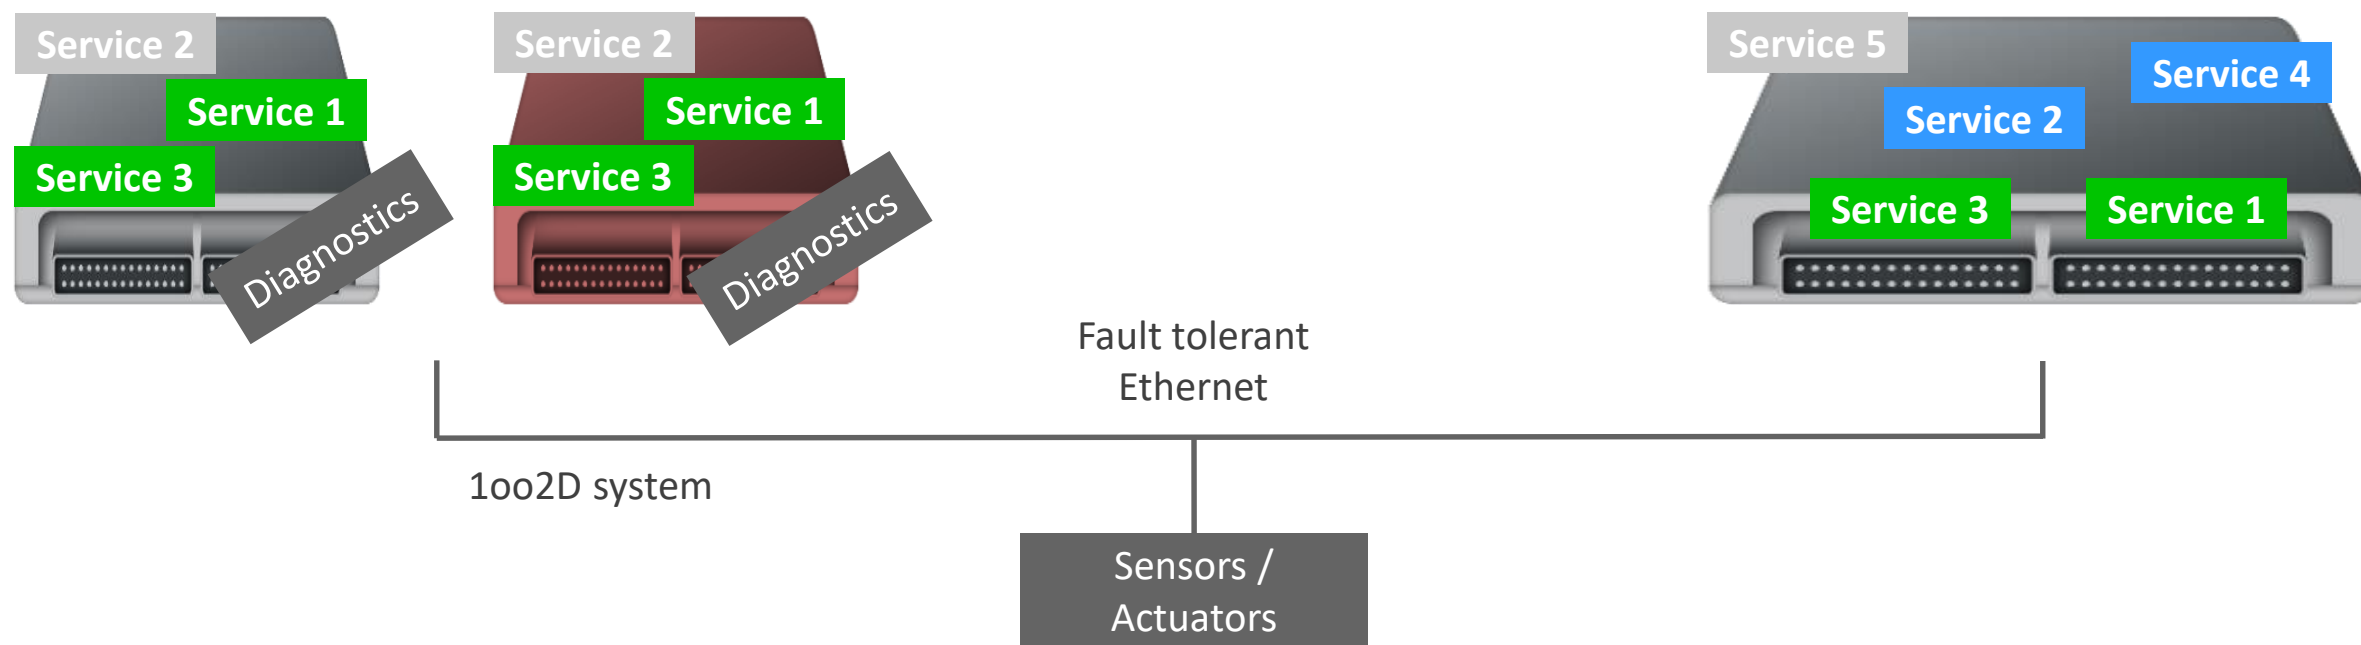 Service 2
Service 1
Service 3
Diagnostics
Service 2
Service 1
Service 3
Diagnostics
Service 5
Service 4
Service 2
Service 3
Service 1
Fault tolerant
Ethernet
1oo2D system
Sensors /
Actuators